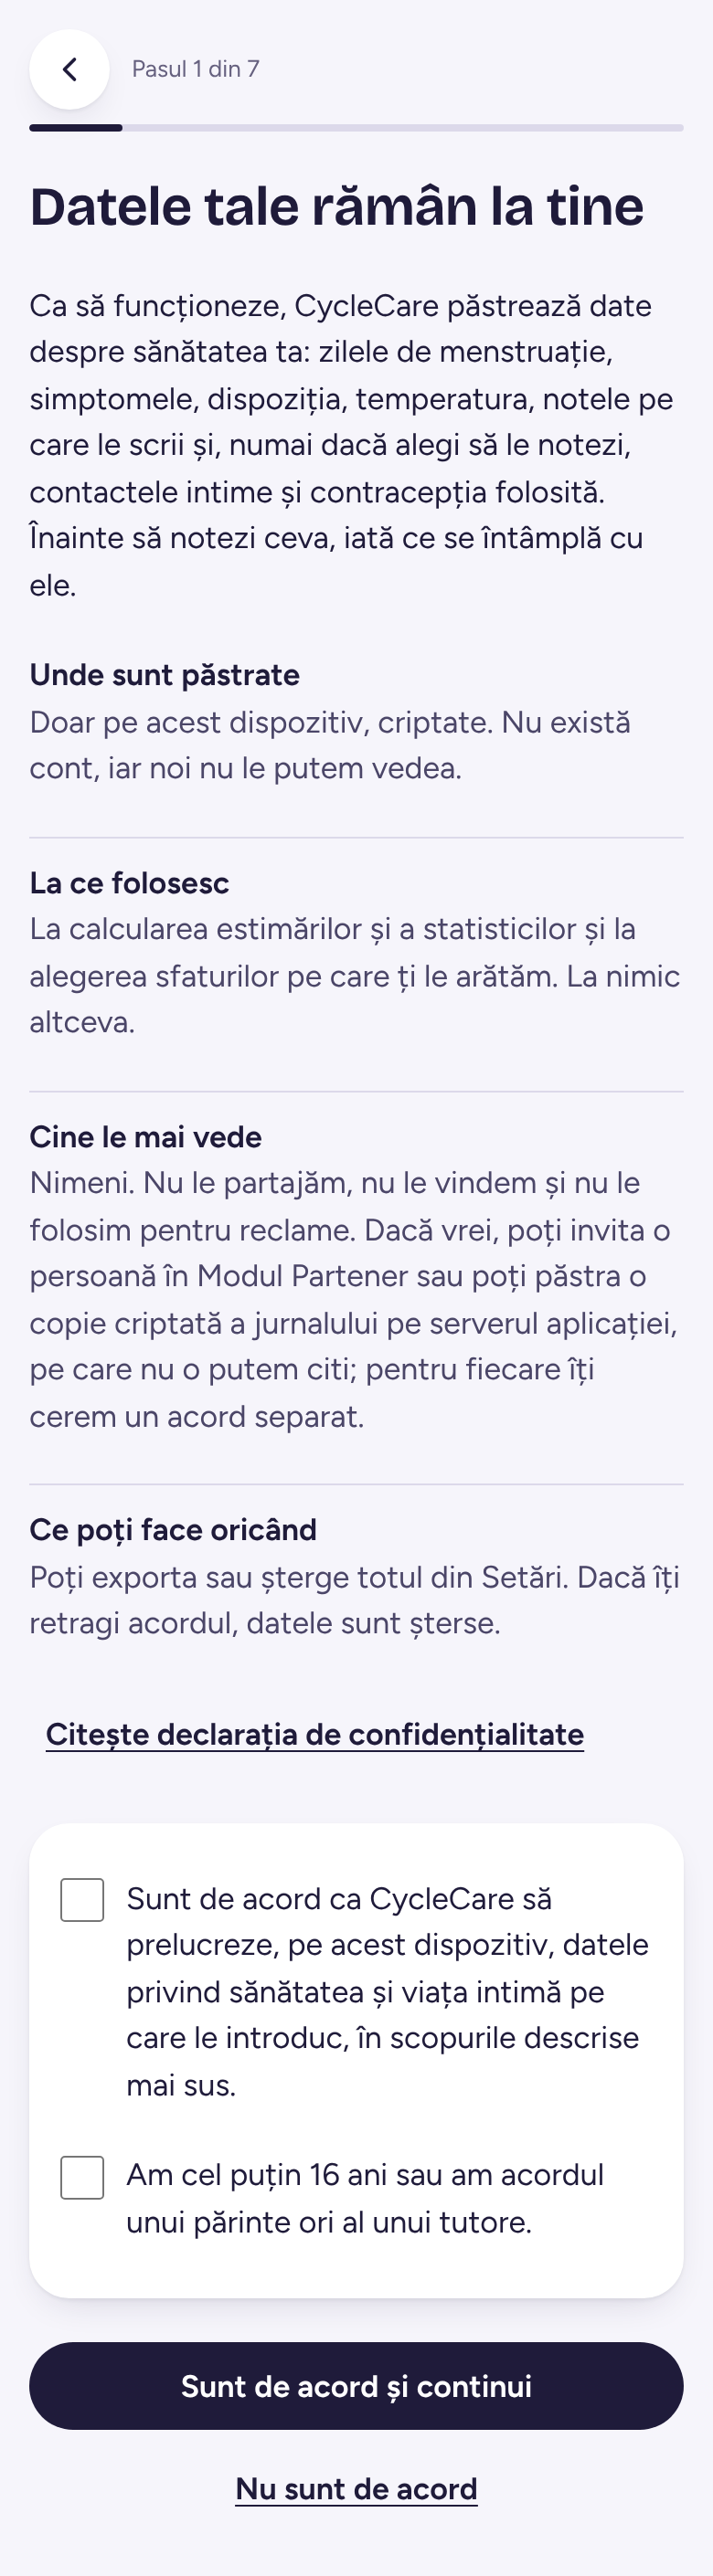 Pasul 1 din 7
Datele tale rămân la tine
Ca să funcționeze, CycleCare păstrează date
despre sănătatea ta: zilele de menstruație,
simptomele, dispoziția, temperatura, notele pe
care le scrii și, numai dacă alegi să le notezi,
contactele intime și contracepția folosită.
Înainte să notezi ceva, iată ce se întâmplă cu
ele.
Unde sunt păstrate
Doar pe acest dispozitiv, criptate. Nu există
cont, iar noi nu le putem vedea.
La ce folosesc
La calcularea estimărilor și a statisticilor și la
alegerea sfaturilor pe care ți le arătăm. La nimic
altceva.
Cine le mai vede
Nimeni. Nu le partajăm, nu le vindem și nu le
folosim pentru reclame. Dacă vrei, poți invita o
persoană în Modul Partener sau poți păstra o
copie criptată a jurnalului pe serverul aplicației,
pe care nu o putem citi; pentru fiecare îți
cerem un acord separat.
Ce poți face oricând
Poți exporta sau șterge totul din Setări. Dacă îți
retragi acordul, datele sunt șterse.
Citește declarația de confidențialitate
Sunt de acord ca CycleCare să
prelucreze, pe acest dispozitiv, datele
privind sănătatea și viața intimă pe
care le introduc, în scopurile descrise
mai sus.
Am cel puțin 16 ani sau am acordul
unui părinte ori al unui tutore.
Sunt de acord și continui
Nu sunt de acord